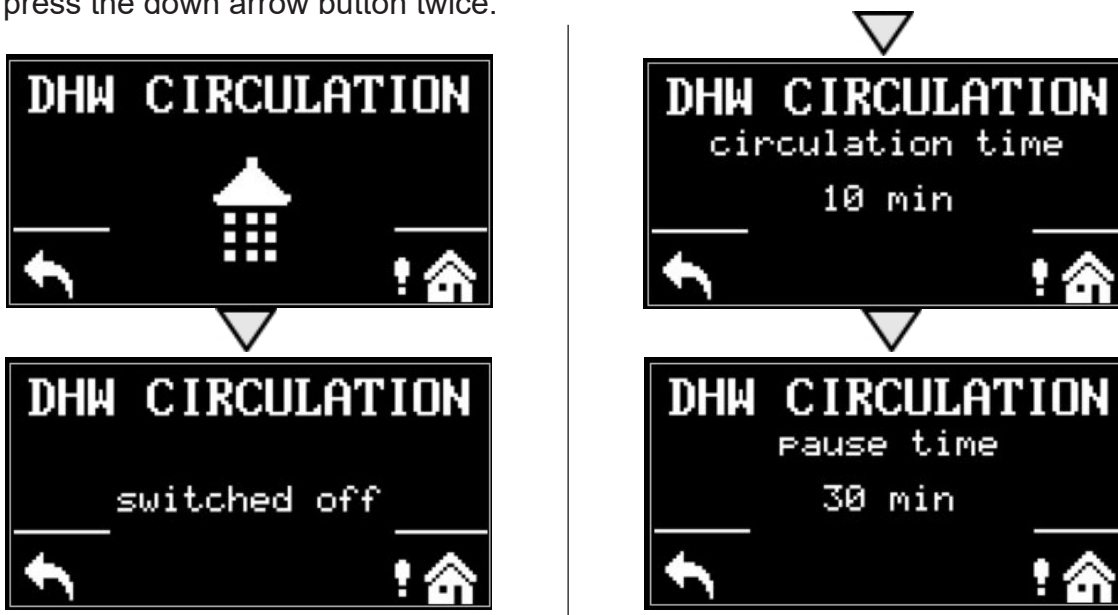 press the down arrow button twice.
DHW CIRCULATION
DHW CIRCULATION
switched off
DHW CIRCULATION
circulation time
10 min
DHW CIRCULATION
pause time
30 min